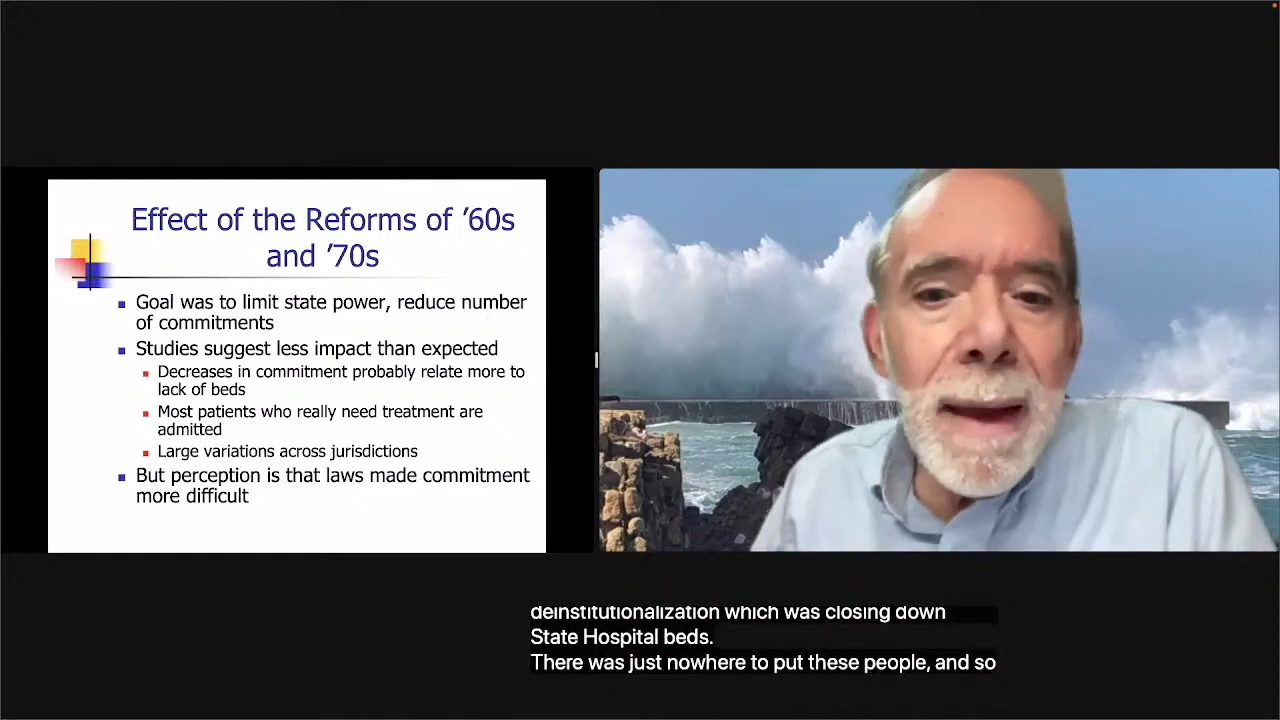 Effect of the Reforms of ’60s
and ’70s
Goal was to limit state power, reduce number
of commitments
Studies suggest less impact than expected
Decreases in commitment probably relate more to
lack of beds
Most patients who really need treatment are
admitted
Large variations across jurisdictions
But perception is that laws made commitment
more difficult
deinstitutionalization which was closing down
State Hospital beds.
There was just nowhere to put these people, and so